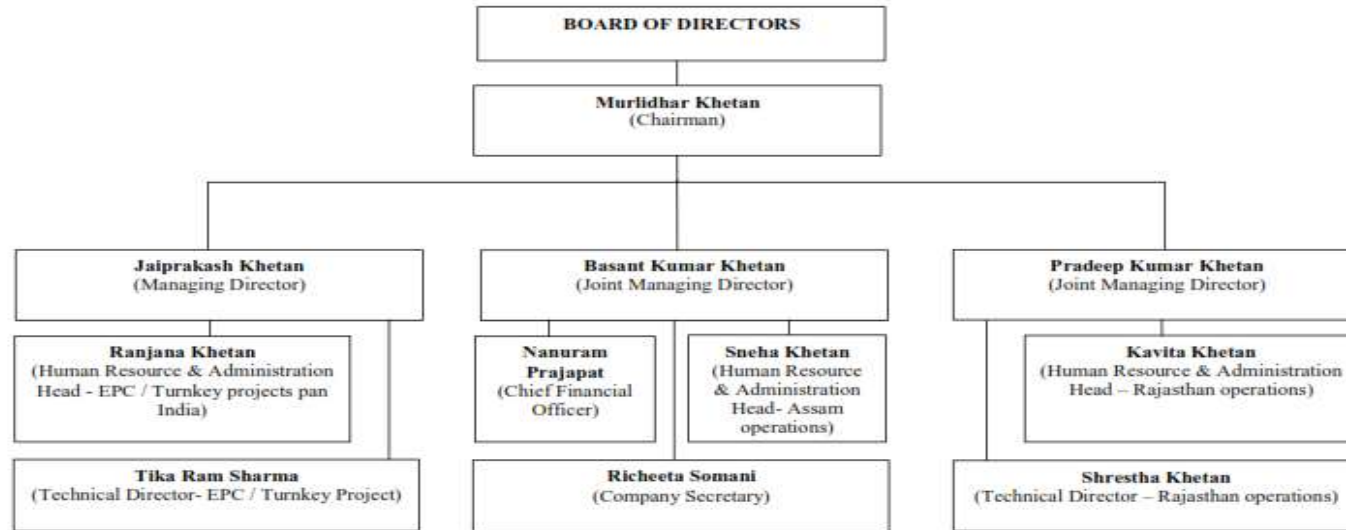 BOARD OF DIRECTORS
Murlidhar Khetan
(Chairman)
Jaiprakash Khetan
(Managing Director)
Basant Kumar Khetan
(Joint Managing Director)
Pradeep Kumar Khetan
(Joint Managing Director)
Ranjana Khetan
(Human Resource & Administration
Head - EPC / Turnkey projects pan
India)
Nanuram
Prajapat
(Chief Financial
Officer)
Sneha Khetan
(Human Resource
& Administration
Head- Assam
operations)
Kavita Khetan
(Human Resource & Administration
Head – Rajasthan operations)
Tika Ram Sharma
(Technical Director- EPC / Turnkey Project)
Richeeta Somani
(Company Secretary)
Shrestha Khetan
(Technical Director – Rajasthan operations)